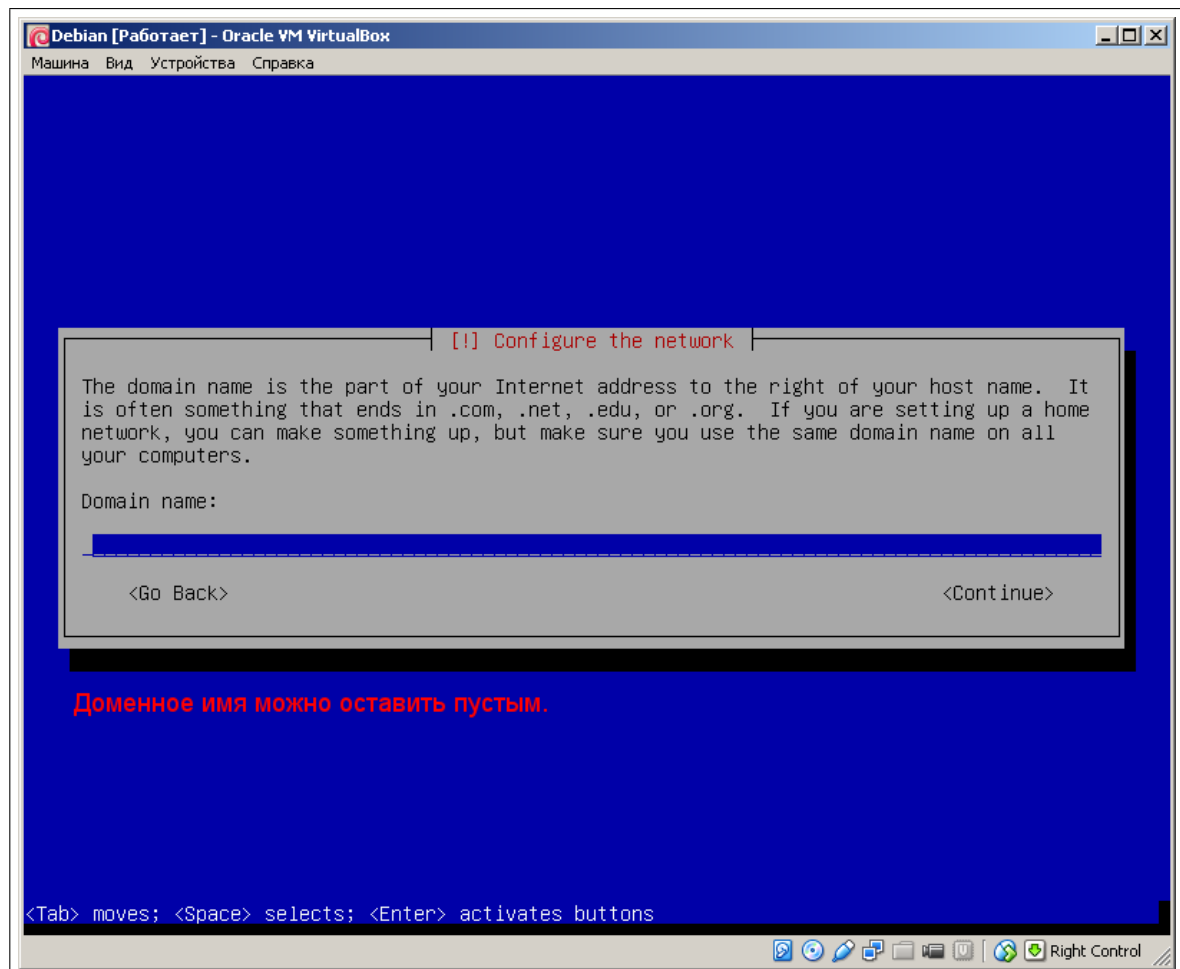 Debian [Работает] - Oracle VM VirtualBox
Машина Вид Устройства Справка
[!] Configure the network
The domain name is the part of your Internet address to the right of your host name.  It
is often something that ends in .com, .net, .edu, or .org.  If you are setting up a home
network, you can make something up, but make sure you use the same domain name on all
your computers.
Domain name:
<Go Back> <Continue>
Доменное имя можно оставить пустым.
<Tab> moves; <Space> selects; <Enter> activates buttons
Right Control